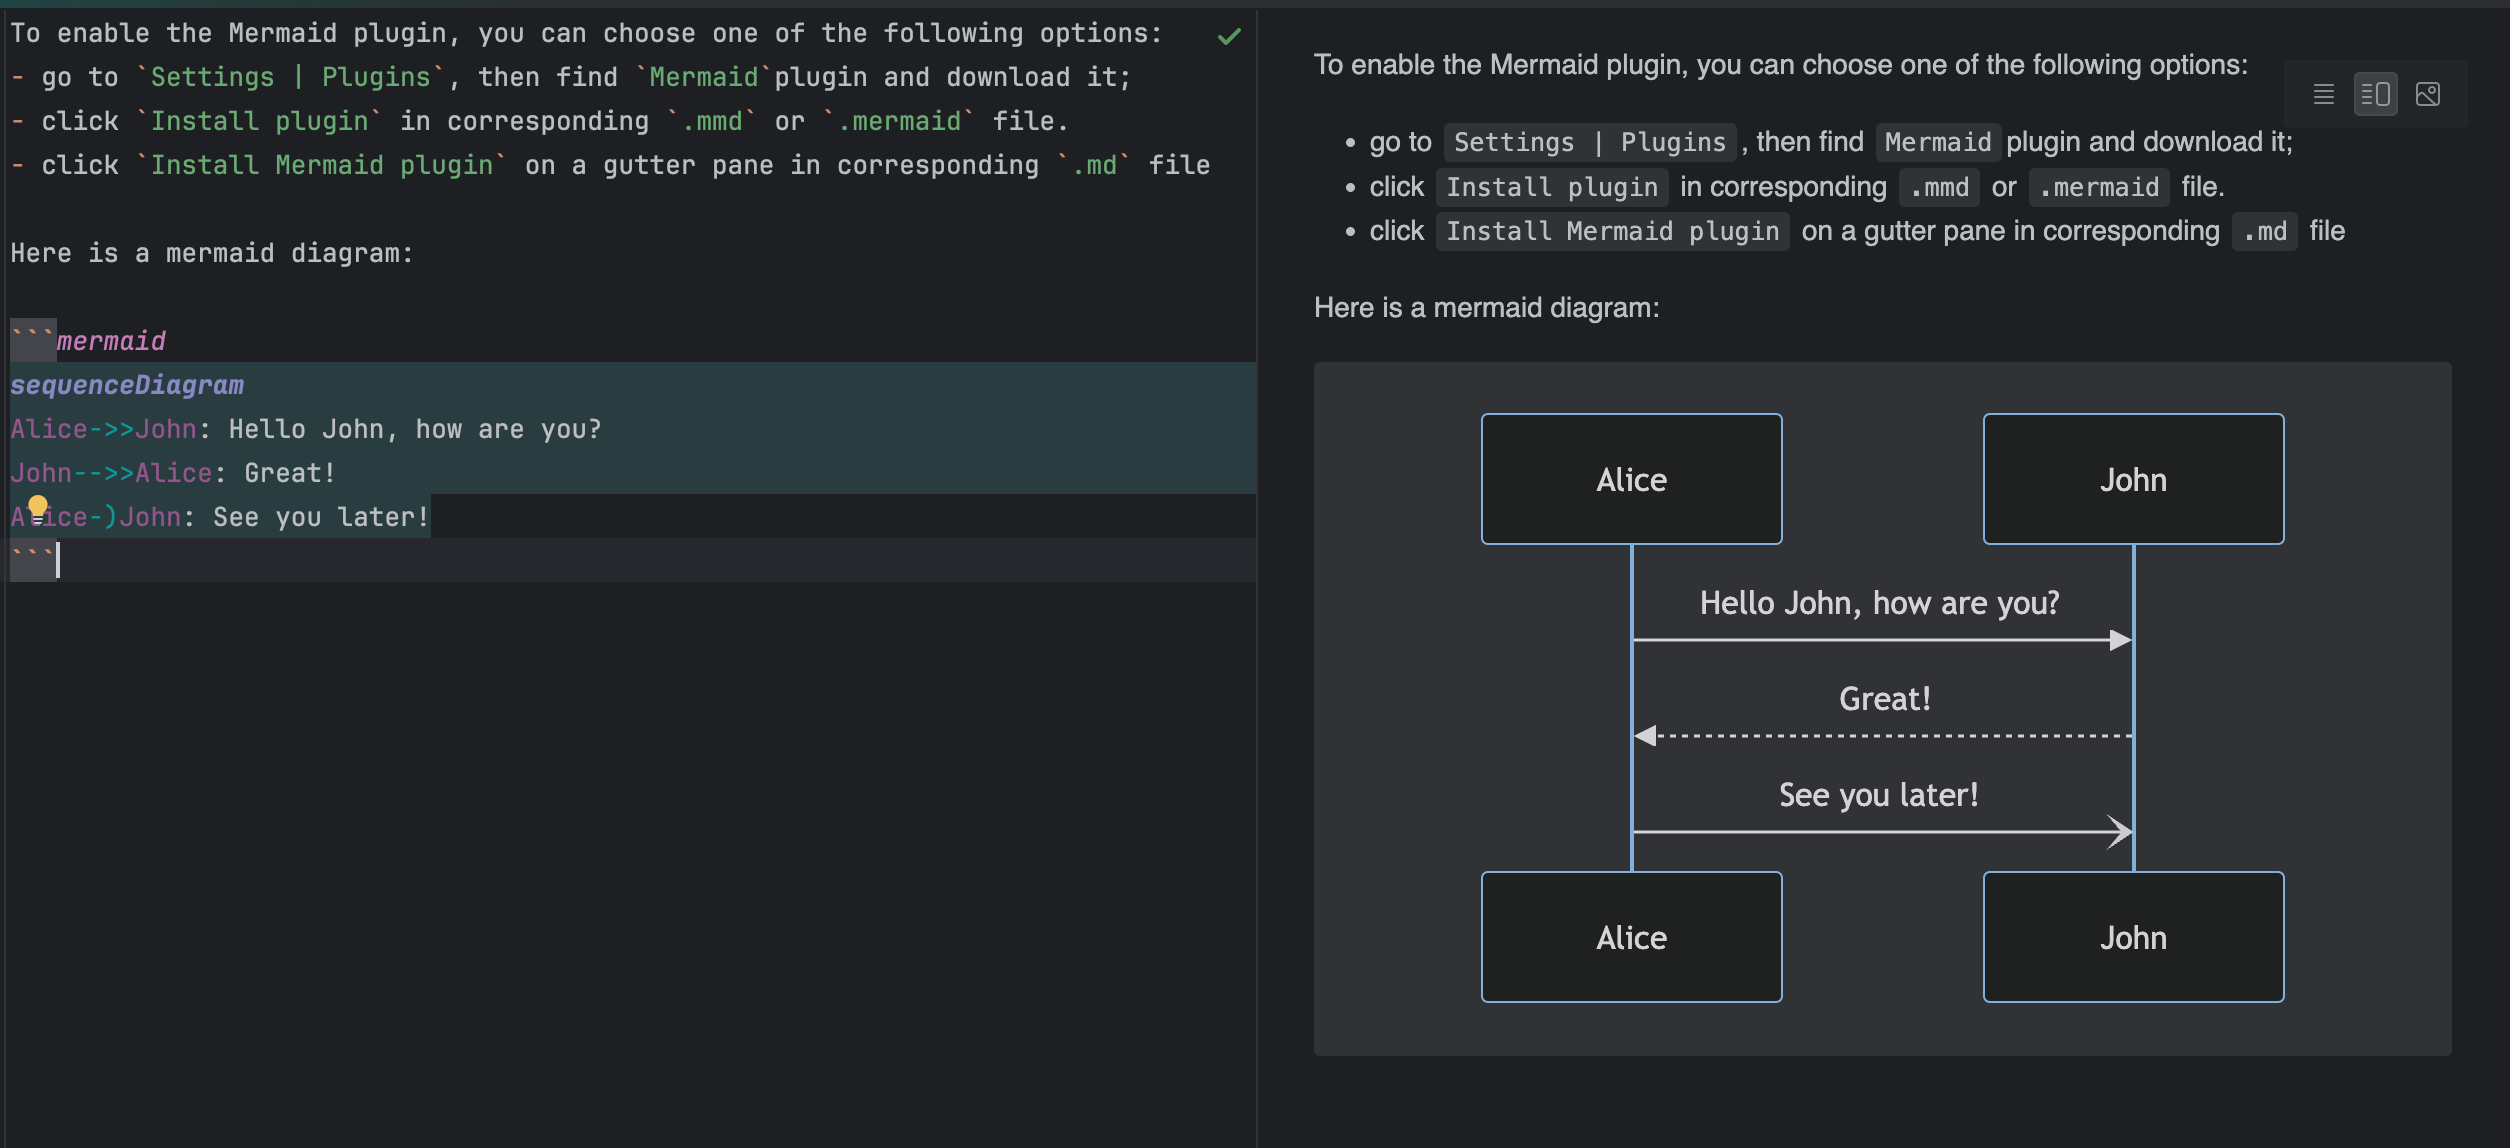 To enable the Mermaid plugin, you can choose one of the following options:
- go to `Settings | Plugins`, then find `Mermaid`plugin and download it;
- click `Install plugin` in corresponding `.mmd` or `.mermaid` file.
- click `Install Mermaid plugin` on a gutter pane in corresponding `.md` file
Here is a mermaid diagram:
```mermaid
sequenceDiagram
Alice->>John: Hello John, how are you?
John-->>Alice: Great!
Alice-)John: See you later!
```
To enable the Mermaid plugin, you can choose one of the following options:
• go to Settings | Plugins , then find Mermaid plugin and download it;
• click Install plugin in corresponding .mmd or .mermaid file.
• click Install Mermaid plugin on a gutter pane in corresponding .md file
Here is a mermaid diagram:
Alice John
Hello John, how are you?
Great!
See you later!
Alice John